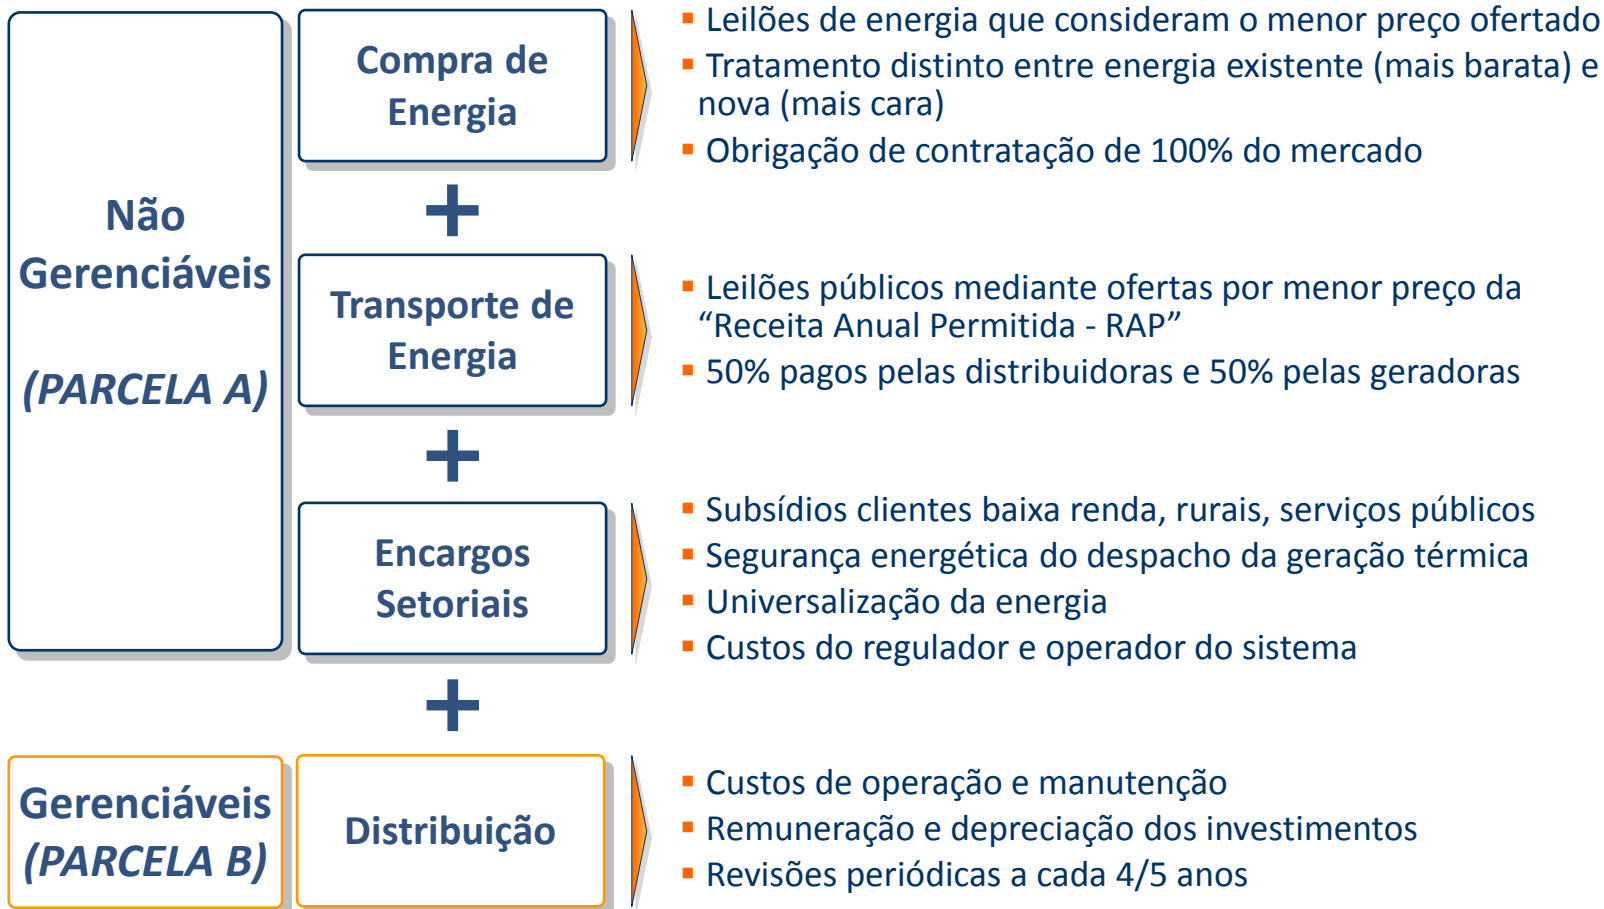 Não
Gerenciáveis
(PARCELA A)
Compra de
Energia
▪ Leilões de energia que consideram o menor preço ofertado
▪ Tratamento distinto entre energia existente (mais barata) e
nova (mais cara)
▪ Obrigação de contratação de 100% do mercado
+
Transporte de
Energia
▪ Leilões públicos mediante ofertas por menor preço da
“Receita Anual Permitida - RAP”
▪ 50% pagos pelas distribuidoras e 50% pelas geradoras
+
Encargos
Setoriais
▪ Subsídios clientes baixa renda, rurais, serviços públicos
▪ Segurança energética do despacho da geração térmica
▪ Universalização da energia
▪ Custos do regulador e operador do sistema
+
Gerenciáveis
(PARCELA B)
Distribuição
▪ Custos de operação e manutenção
▪ Remuneração e depreciação dos investimentos
▪ Revisões periódicas a cada 4/5 anos